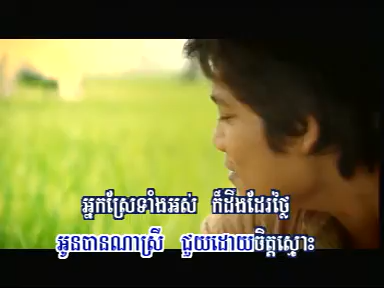 អ្នកស្រែទាំងអស់ ក៏ដឹងដែរថ្លៃ
អូនបានណាស្រី ជួយដោយចិត្តស្មោះ